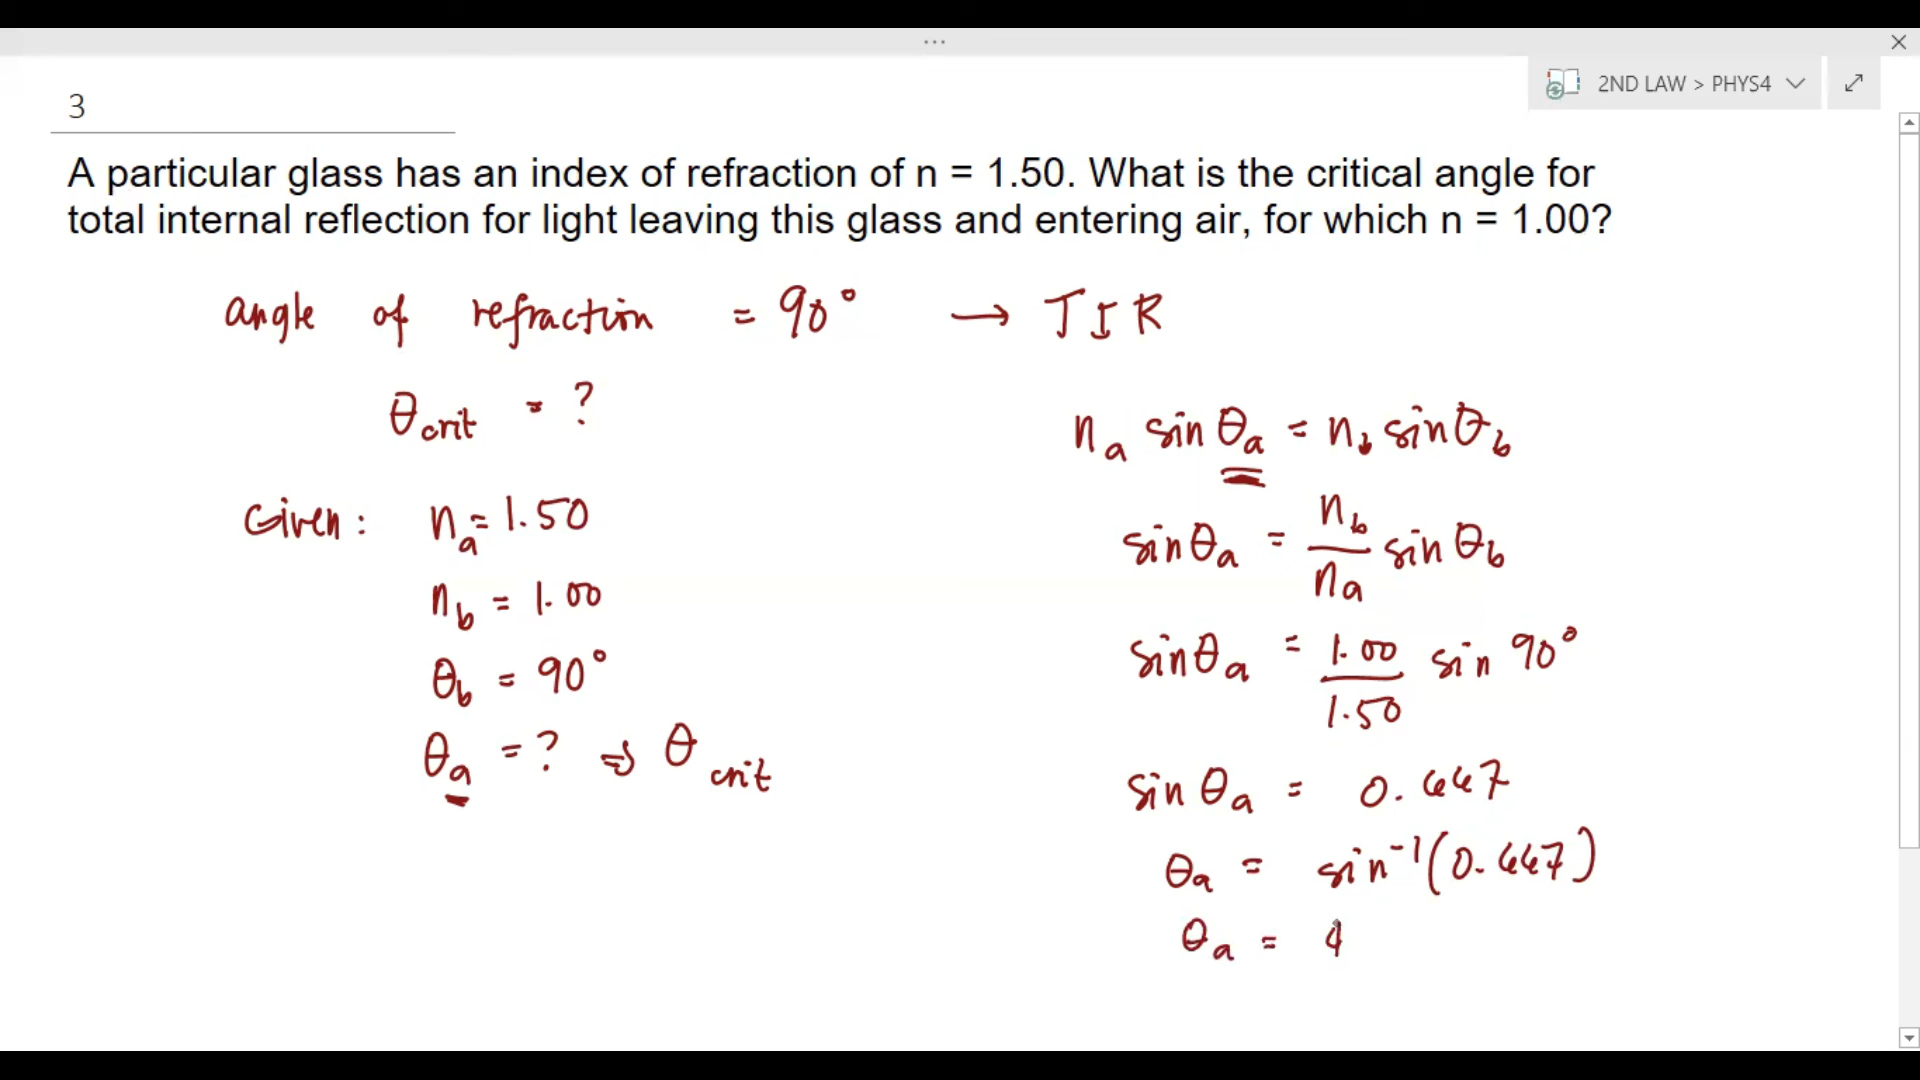 ...
2ND LAW > PHYS4
3
A particular glass has an index of refraction of n = 1.50. What is the critical angle for
total internal reflection for light leaving this glass and entering air, for which n = 1.00?
angle of refraction = 90° → TIR
θcrit = ?
Given: na = 1.50
nb = 1.00
θb = 90°
θa = ? ⇒ θcrit
na sin θa = nb sin θb
sin θa = nb/na sin θb
sin θa = 1.00/1.50 sin 90°
sin θa = 0.667
θa = sin⁻¹(0.667)
θa = 4